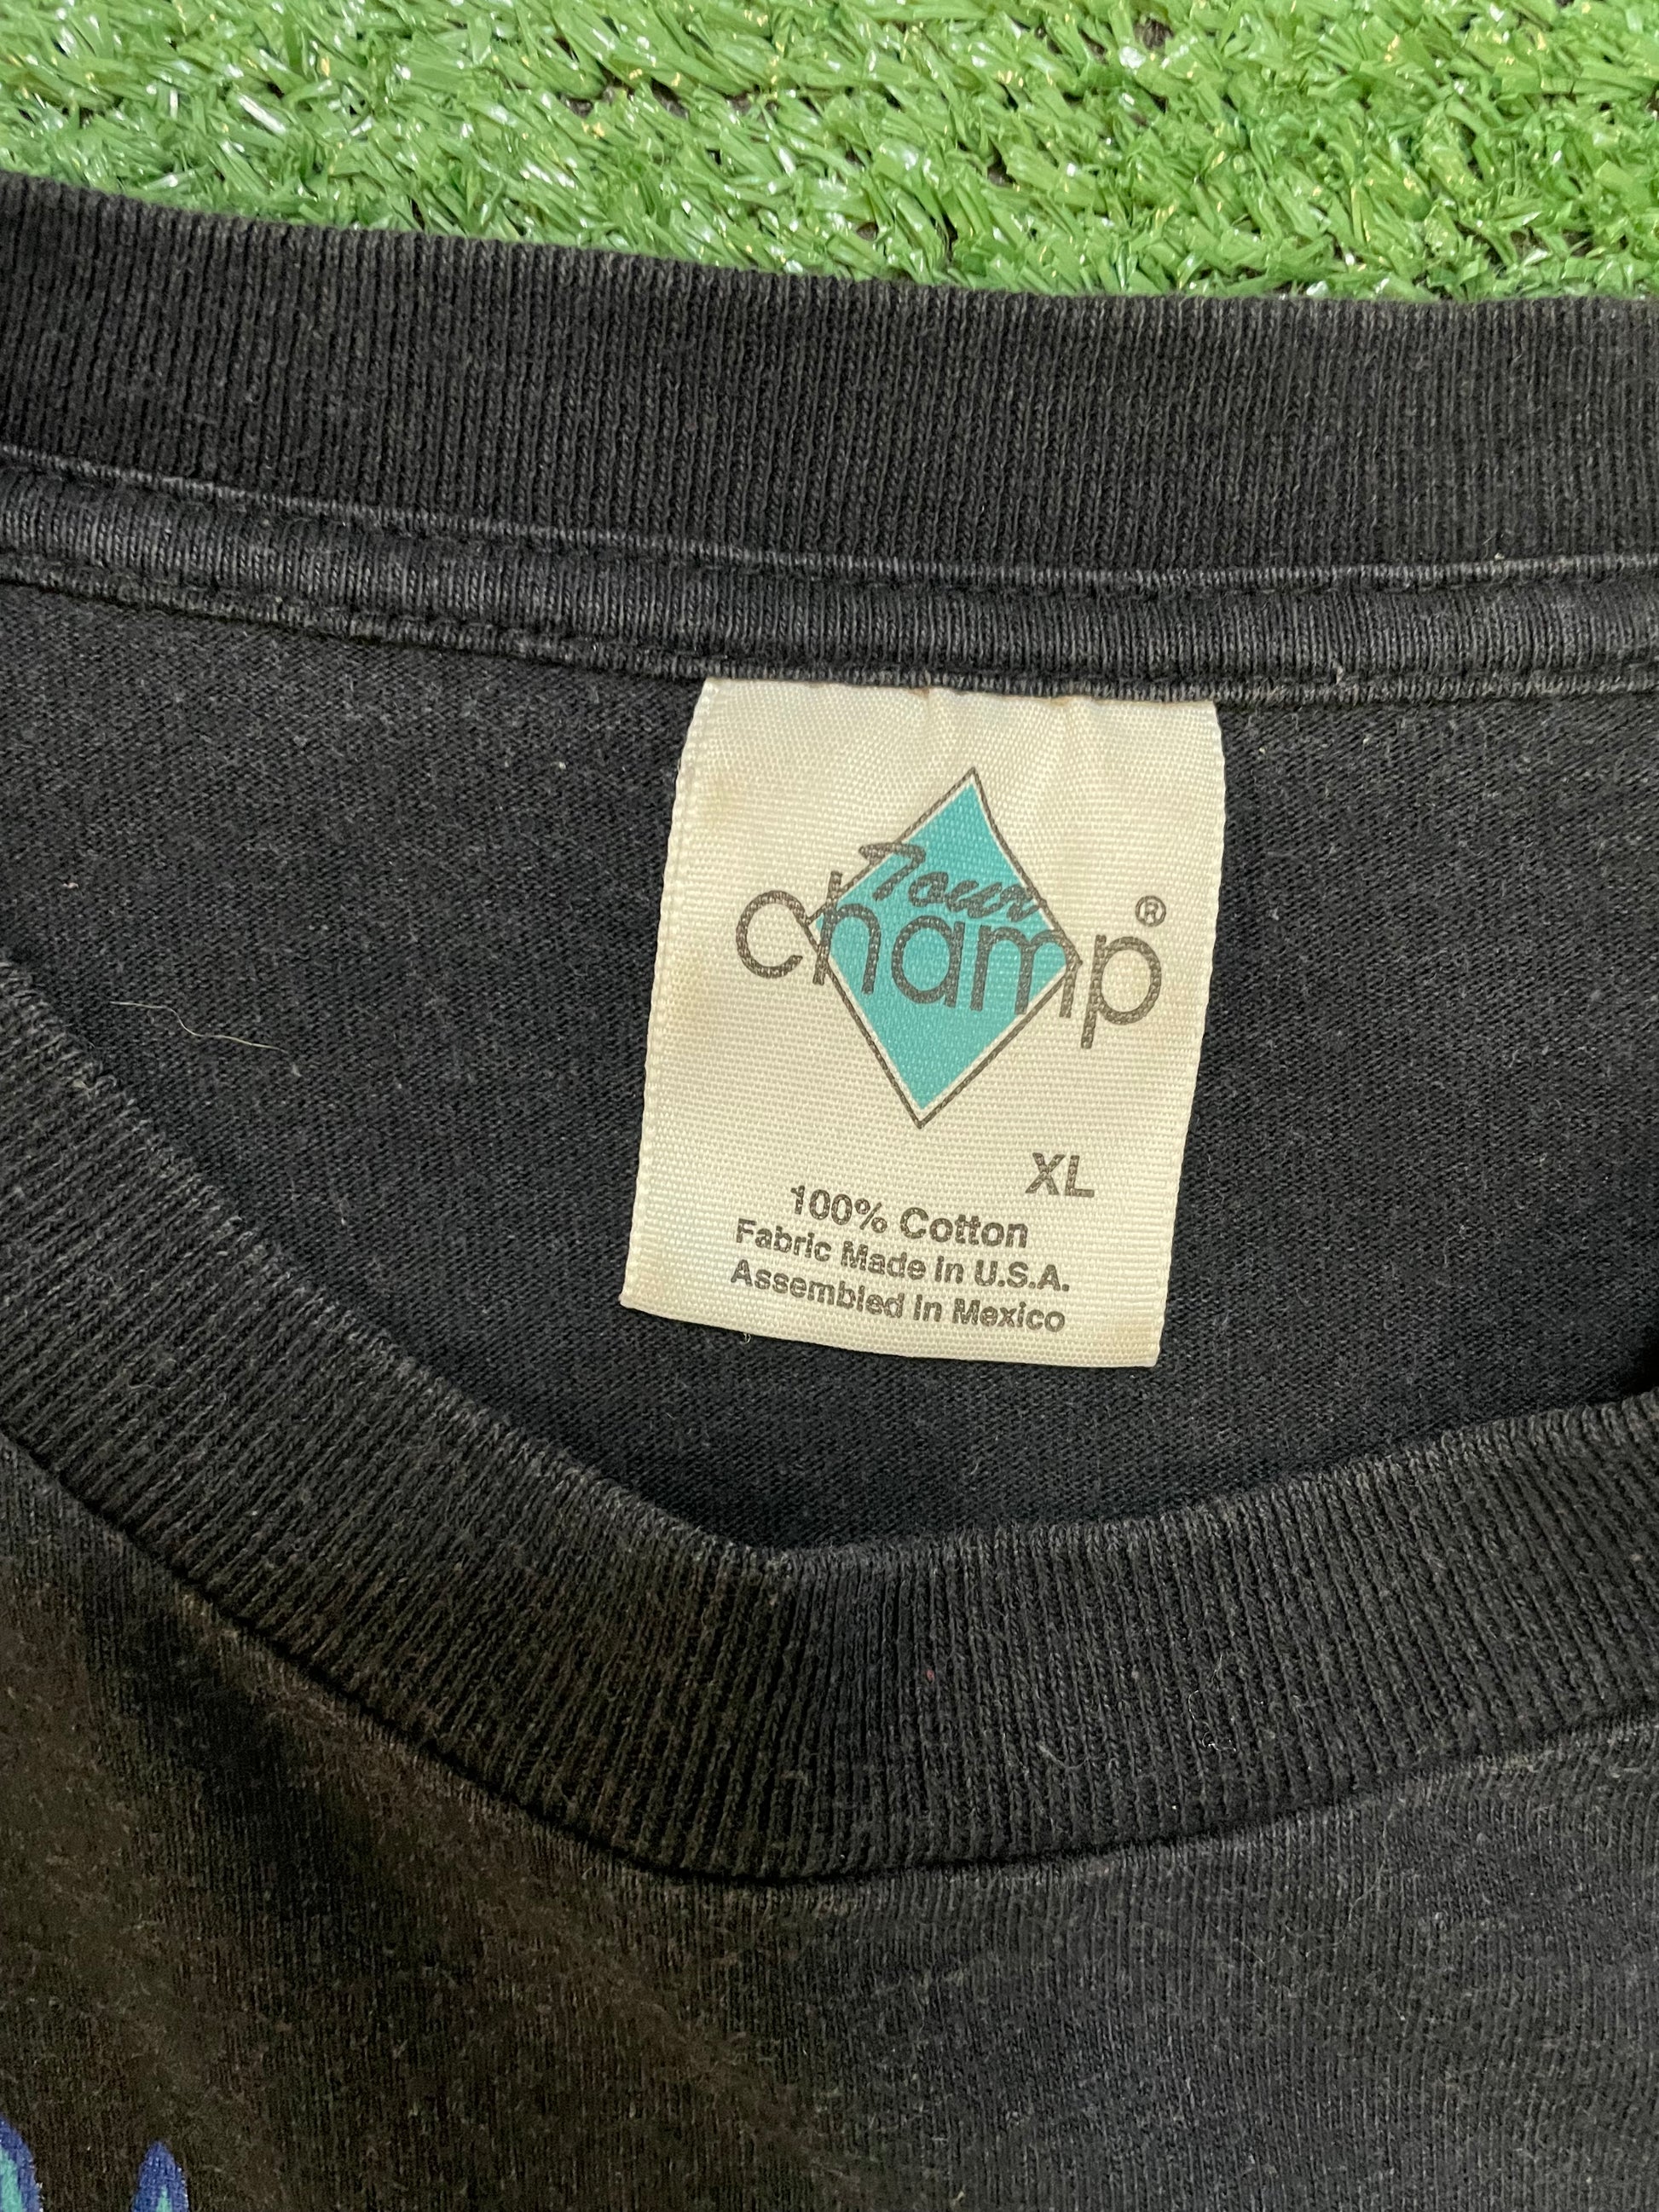 Tour
champ®
XL
100% Cotton
Fabric Made in U.S.A.
Assembled in Mexico